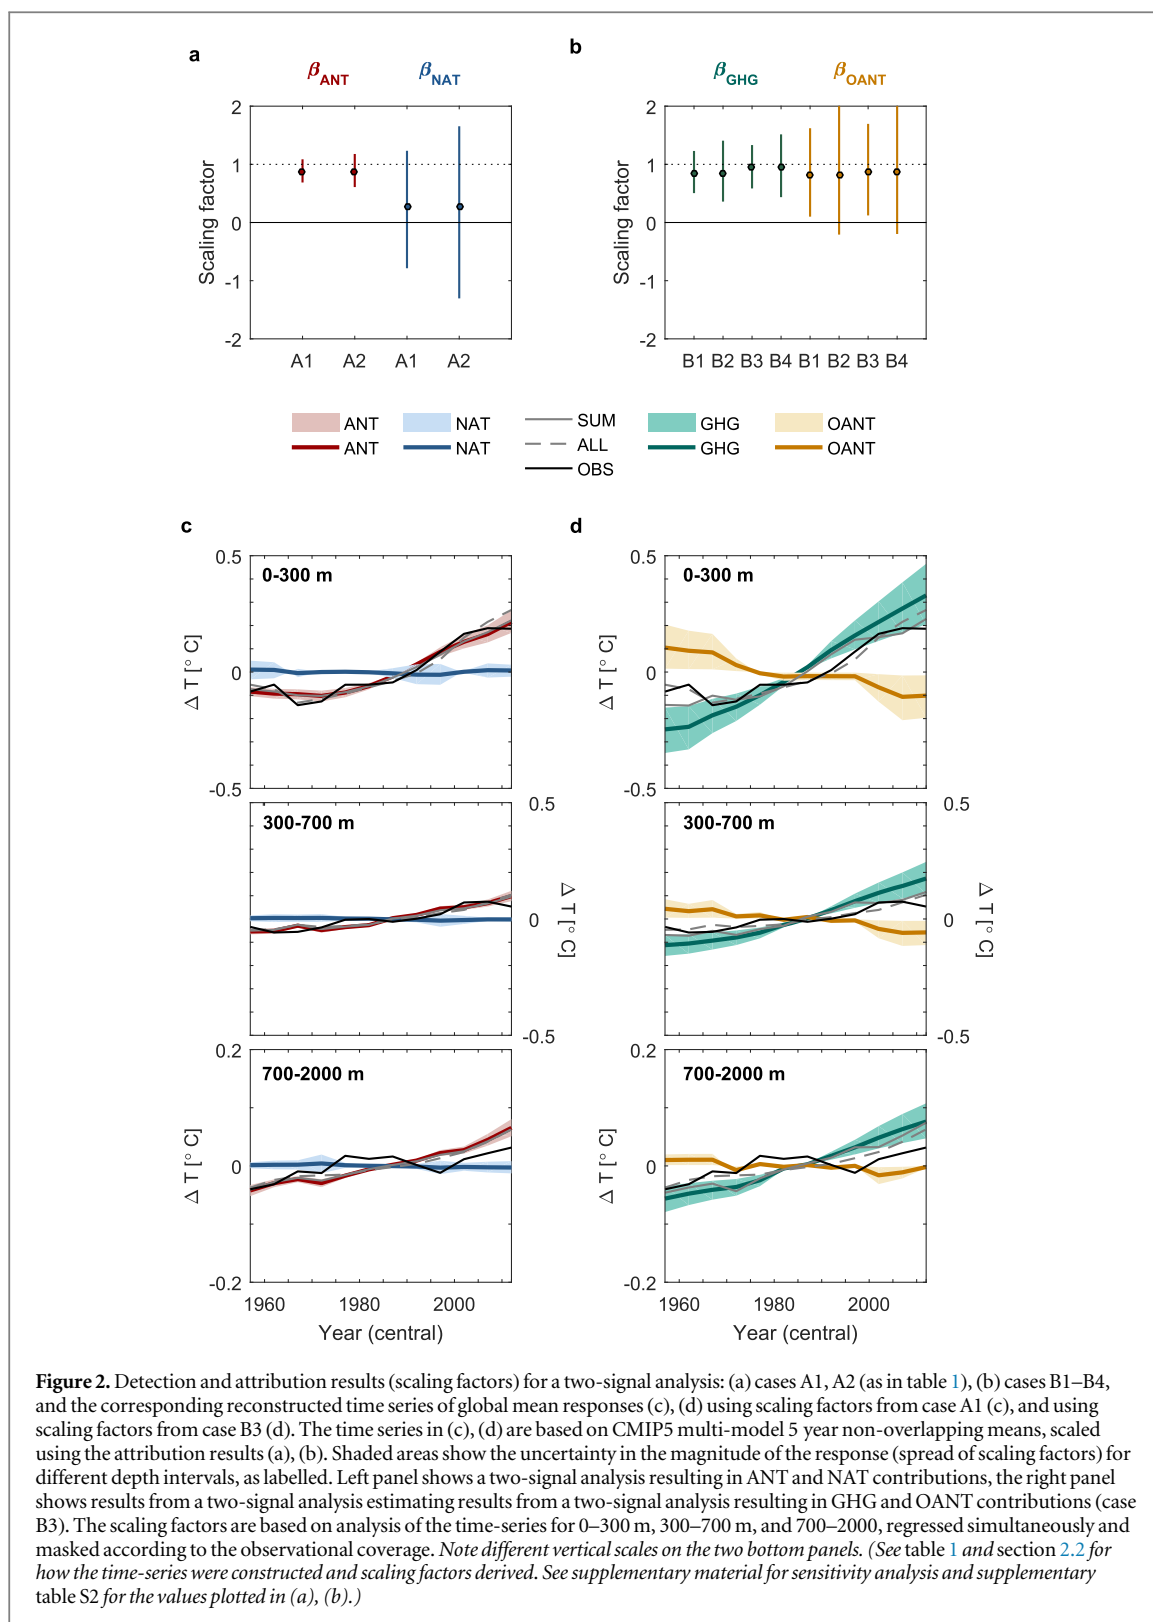 a
b
β_ANT
β_NAT
β_GHG
β_OANT
2
1
0
-1
-2
Scaling factor
A1 A2 A1 A2
2
1
0
-1
-2
Scaling factor
B1 B2 B3 B4 B1 B2 B3 B4
ANT NAT SUM GHG OANT
ANT NAT ALL GHG OANT
OBS
c
d
0.5
0-300 m
0
-0.5
Δ T [° C]
0.5
0-300 m
0
-0.5
Δ T [° C]
300-700 m
0.5
0
-0.5
Δ T [° C]
300-700 m
0.5
0
-0.5
Δ T [° C]
0.2
700-2000 m
0
-0.2
Δ T [° C]
1960 1980 2000
Year (central)
0.2
700-2000 m
0
-0.2
Δ T [° C]
1960 1980 2000
Year (central)
Figure 2. Detection and attribution results (scaling factors) for a two-signal analysis: (a) cases A1, A2 (as in table 1), (b) cases B1–B4,
and the corresponding reconstructed time series of global mean responses (c), (d) using scaling factors from case A1 (c), and using
scaling factors from case B3 (d). The time series in (c), (d) are based on CMIP5 multi-model 5 year non-overlapping means, scaled
using the attribution results (a), (b). Shaded areas show the uncertainty in the magnitude of the response (spread of scaling factors) for
different depth intervals, as labelled. Left panel shows a two-signal analysis resulting in ANT and NAT contributions, the right panel
shows results from a two-signal analysis estimating results from a two-signal analysis resulting in GHG and OANT contributions (case
B3). The scaling factors are based on analysis of the time-series for 0–300 m, 300–700 m, and 700–2000, regressed simultaneously and
masked according to the observational coverage. Note different vertical scales on the two bottom panels. (See table 1 and section 2.2 for
how the time-series were constructed and scaling factors derived. See supplementary material for sensitivity analysis and supplementary
table S2 for the values plotted in (a), (b).)